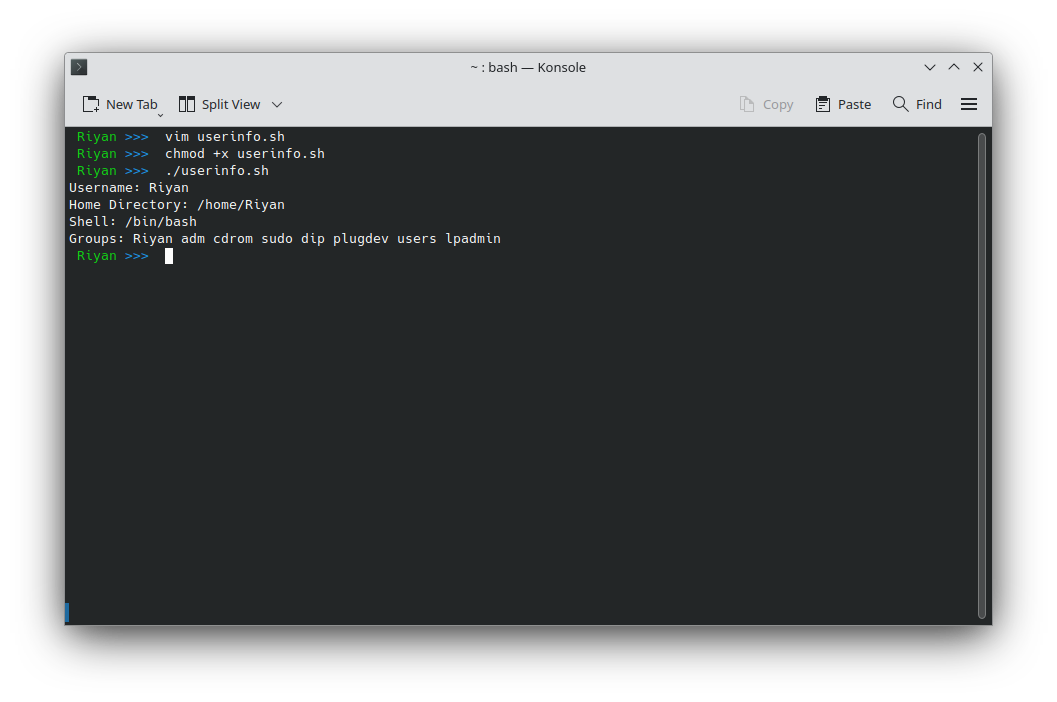 ~ : bash — Konsole
New Tab Split View Copy Paste Find
Riyan >>> vim userinfo.sh
Riyan >>> chmod +x userinfo.sh
Riyan >>> ./userinfo.sh
Username: Riyan
Home Directory: /home/Riyan
Shell: /bin/bash
Groups: Riyan adm cdrom sudo dip plugdev users lpadmin
Riyan >>>